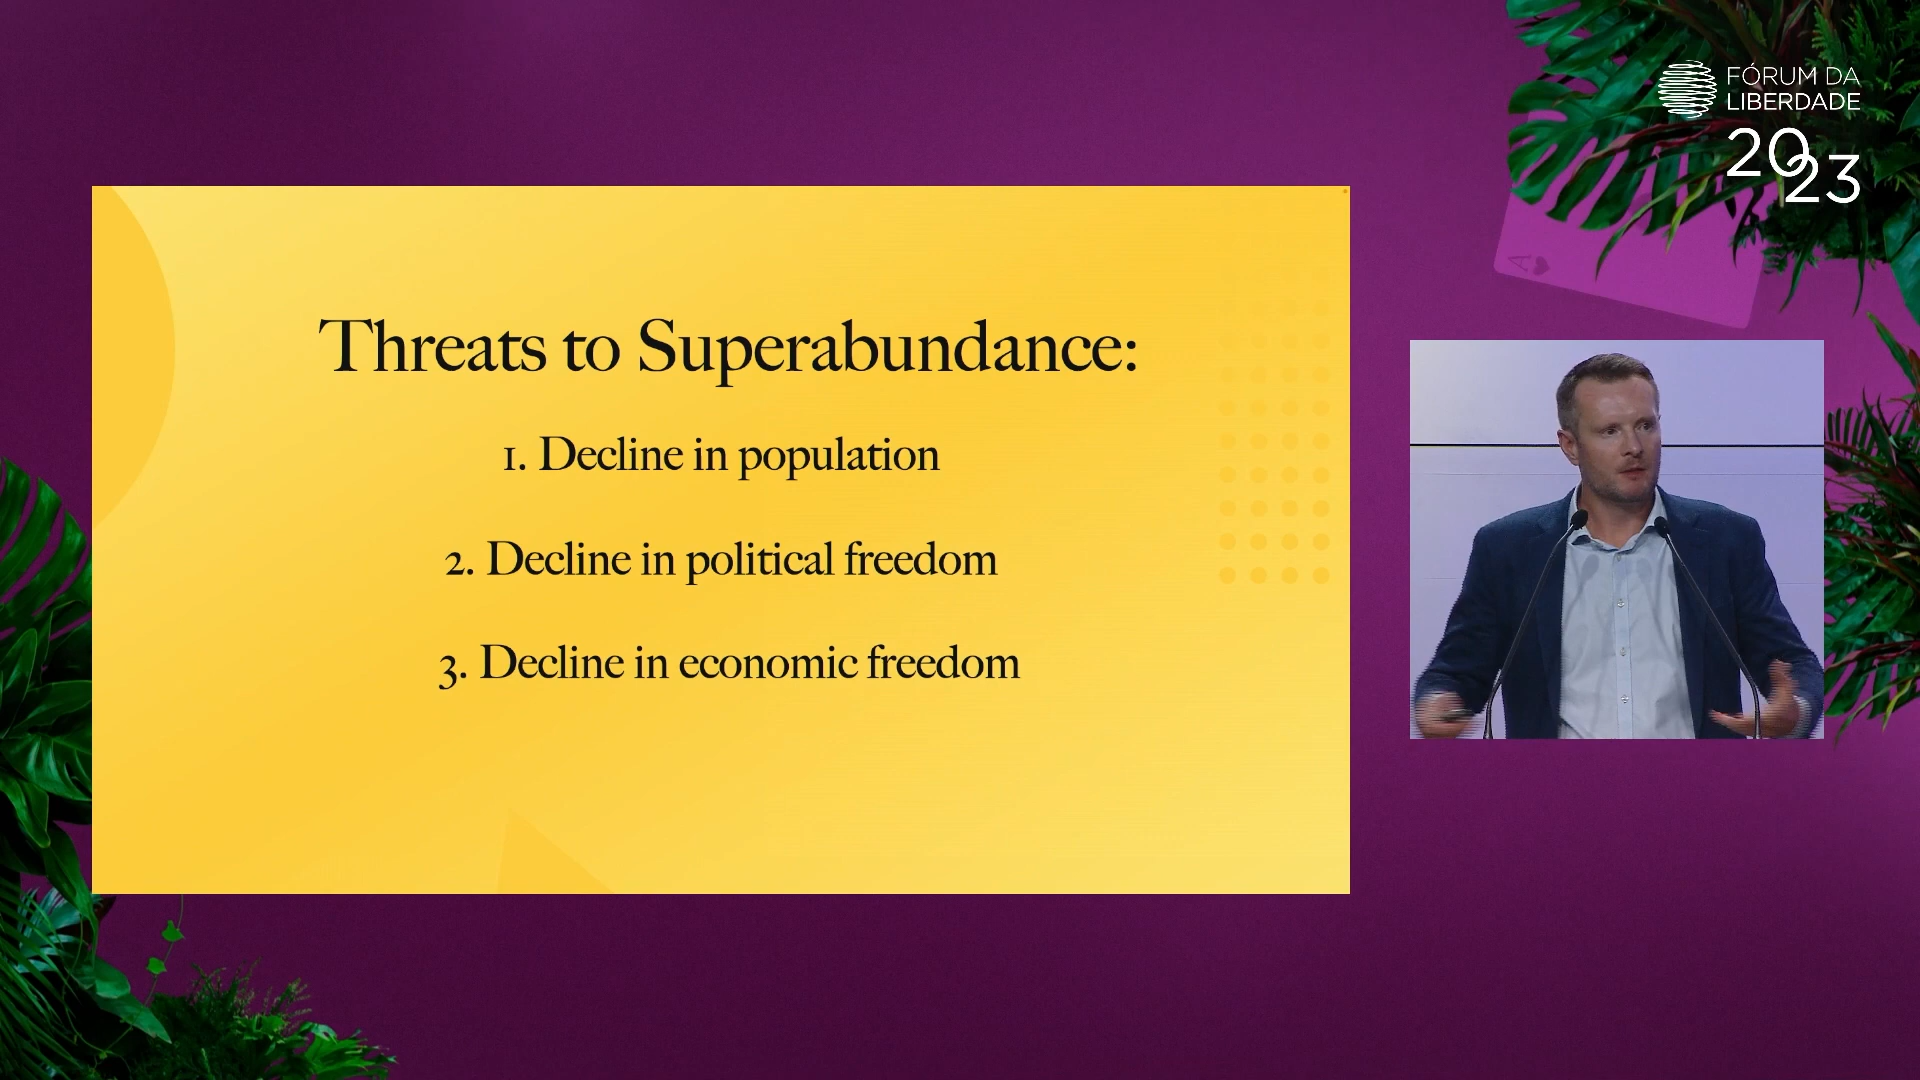 FÓRUM DA
LIBERDADE
2023
A
Threats to Superabundance:
1. Decline in population
2. Decline in political freedom
3. Decline in economic freedom